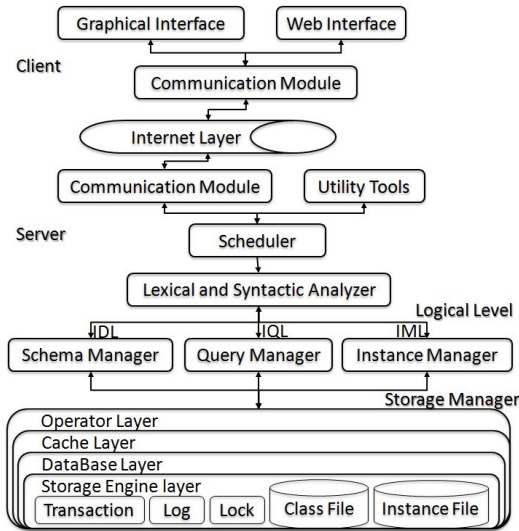 Graphical Interface
Web Interface
Client
Communication Module
Internet Layer
Communication Module
Utility Tools
Server
Scheduler
Lexical and Syntactic Analyzer
Logical Level
IDL
IQL
IML
Schema Manager
Query Manager
Instance Manager
Storage Manager
Operator Layer
Cache Layer
DataBase Layer
Storage Engine layer
Transaction
Log
Lock
Class File
Instance File